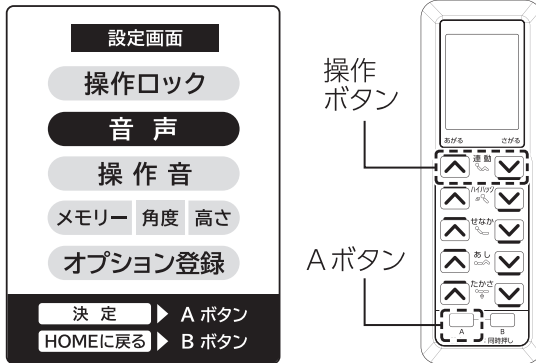 設定画面
操作ロック
音 声
操 作 音
メモリー 角度 高さ
オプション登録
決 定 ▶ A ボタン
HOMEに戻る ▶ B ボタン
操作
ボタン
Aボタン
あがる さがる
連動
ハイバック
せなか
あし
たかさ
A B
同時押し